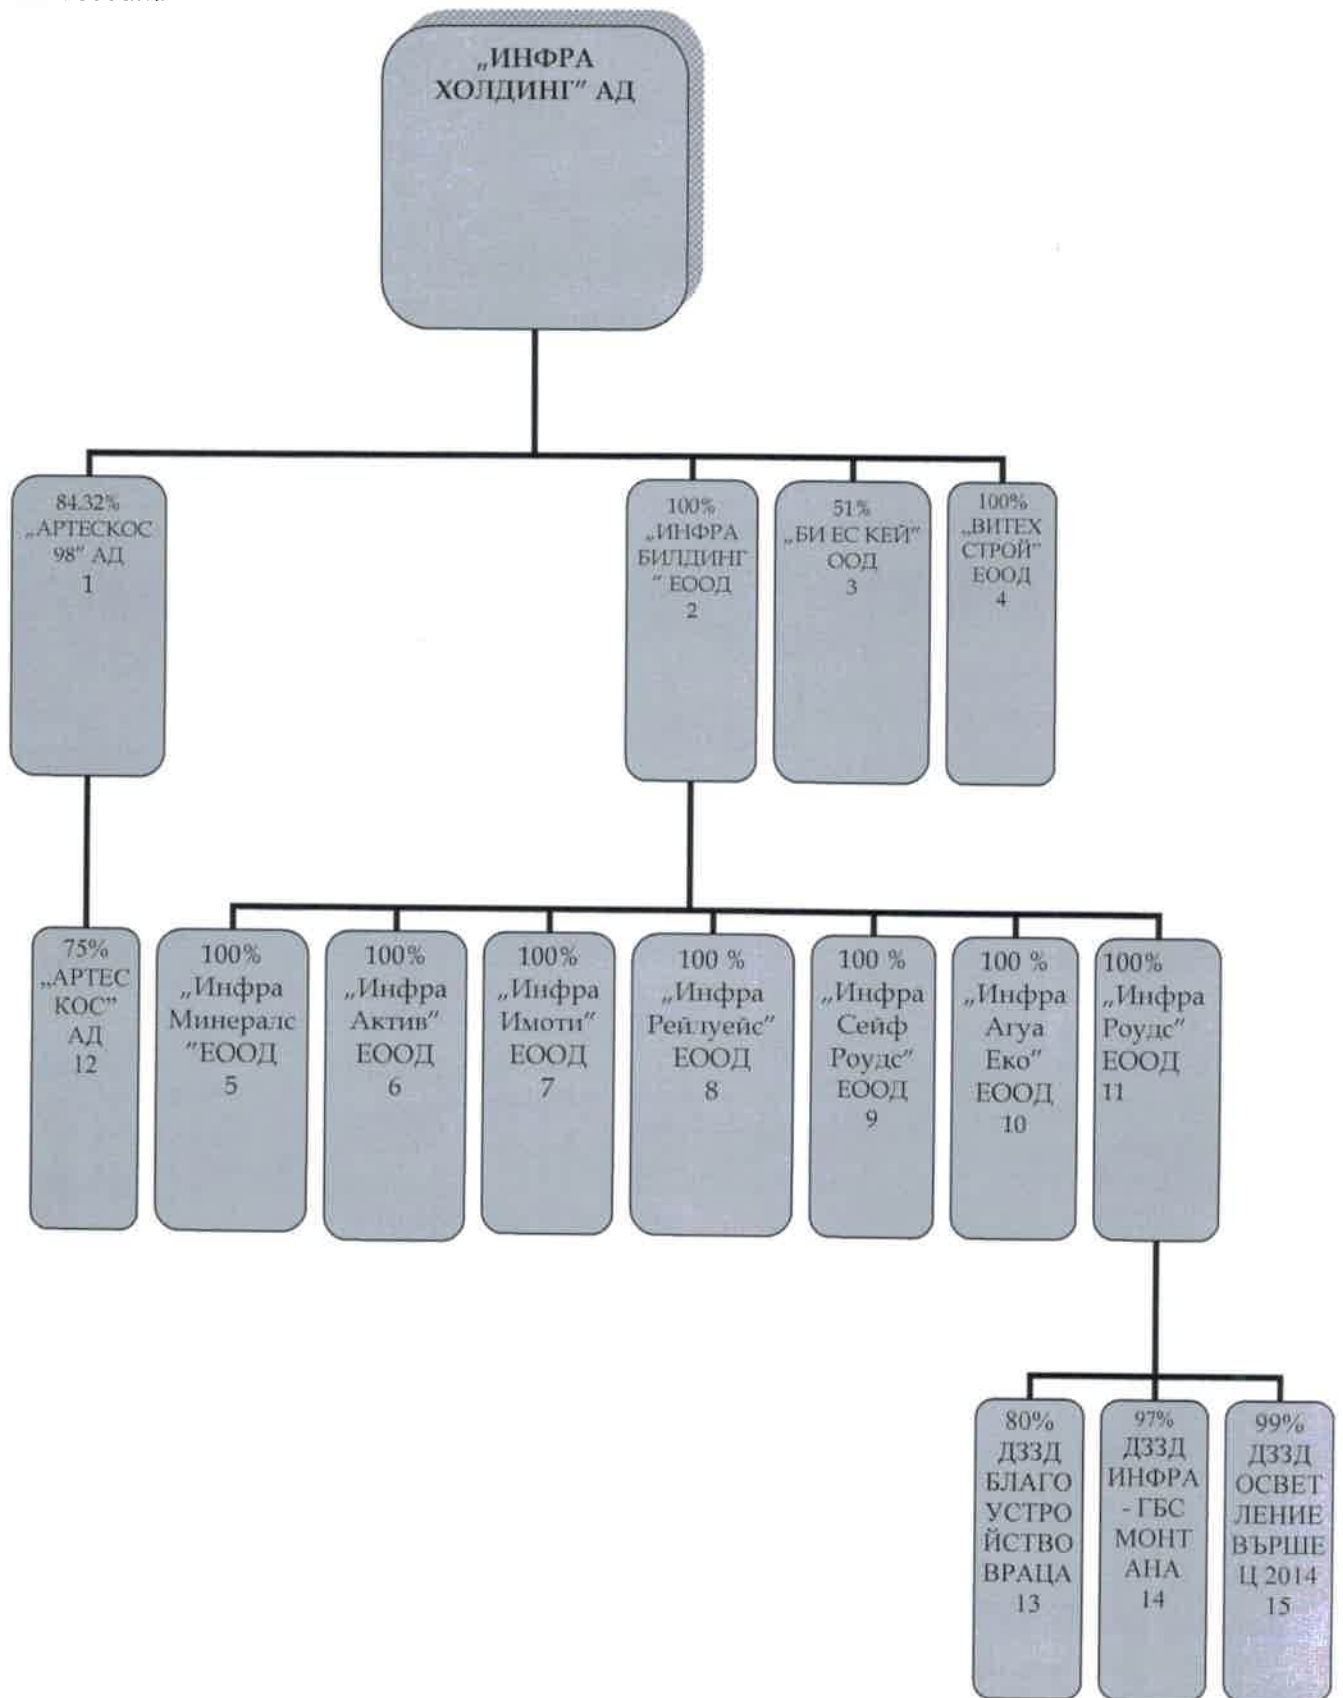 „ИНФРА
ХОЛДИНГ" АД
84.32%
„АРТЕСКОС
98" АД
1
100%
„ИНФРА
БИЛДИНГ
" ЕООД
2
51%
„БИ ЕС КЕЙ"
ООД
3
100%
„ВИТЕХ
СТРОЙ"
ЕООД
4
75%
„АРТЕС
КОС"
АД
12
100%
„Инфра
Минералс
"ЕООД
5
100%
„Инфра
Актив"
ЕООД
6
100%
„Инфра
Имоти"
ЕООД
7
100 %
„Инфра
Рейлуейс"
ЕООД
8
100 %
„Инфра
Сейф
Роудс"
ЕООД
9
100 %
„Инфра
Агуа
Еко"
ЕООД
10
100%
„Инфра
Роудс"
ЕООД
11
80%
ДЗЗД
БЛАГО
УСТРО
ЙСТВО
ВРАЦА
13
97%
ДЗЗД
ИНФРА
- ГБС
МОНТ
АНА
14
99%
ДЗЗД
ОСВЕТ
ЛЕНИЕ
ВЪРШЕ
Ц 2014
15